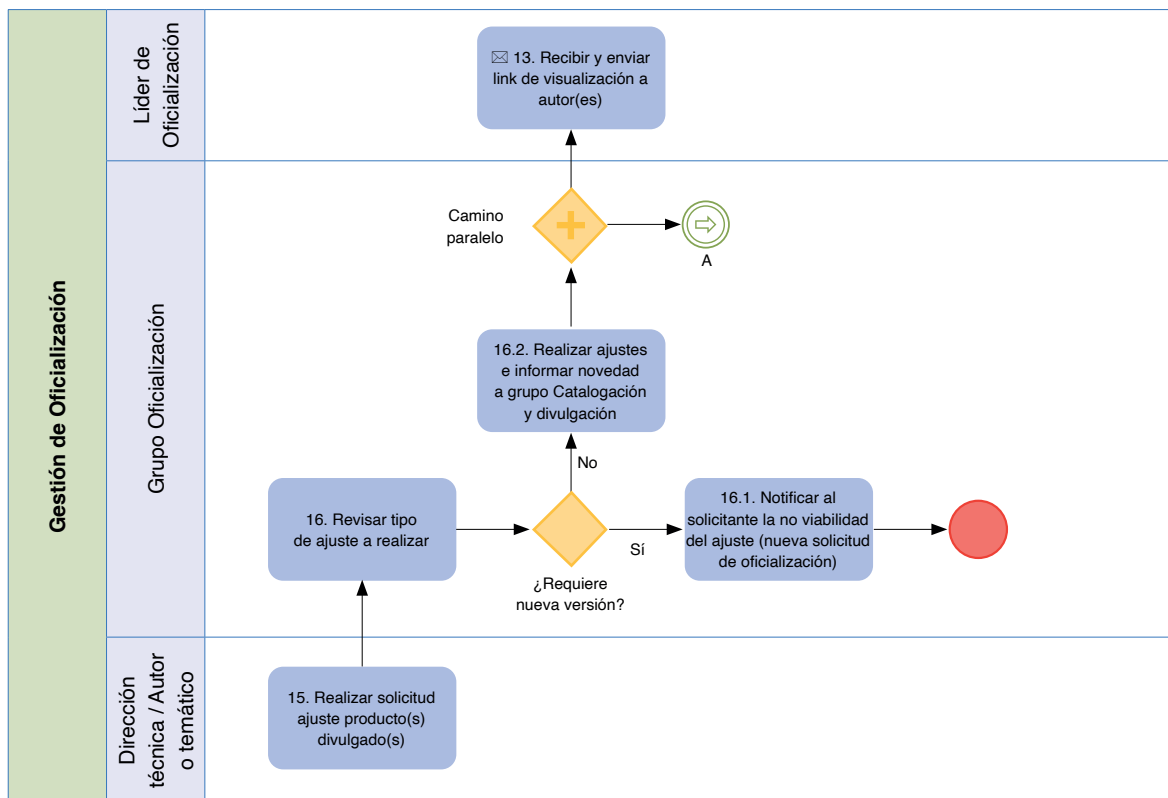 Gestión de Oficialización
Líder de
Oficialización
✉ 13. Recibir y enviar
link de visualización a
autor(es)
Grupo Oficialización
Camino
paralelo
A
16.2. Realizar ajustes
e informar novedad
a grupo Catalogación
y divulgación
No
16. Revisar tipo
de ajuste a realizar
¿Requiere
nueva versión?
Sí
16.1. Notificar al
solicitante la no viabilidad
del ajuste (nueva solicitud
de oficialización)
Dirección
técnica / Autor
o temático
15. Realizar solicitud
ajuste producto(s)
divulgado(s)